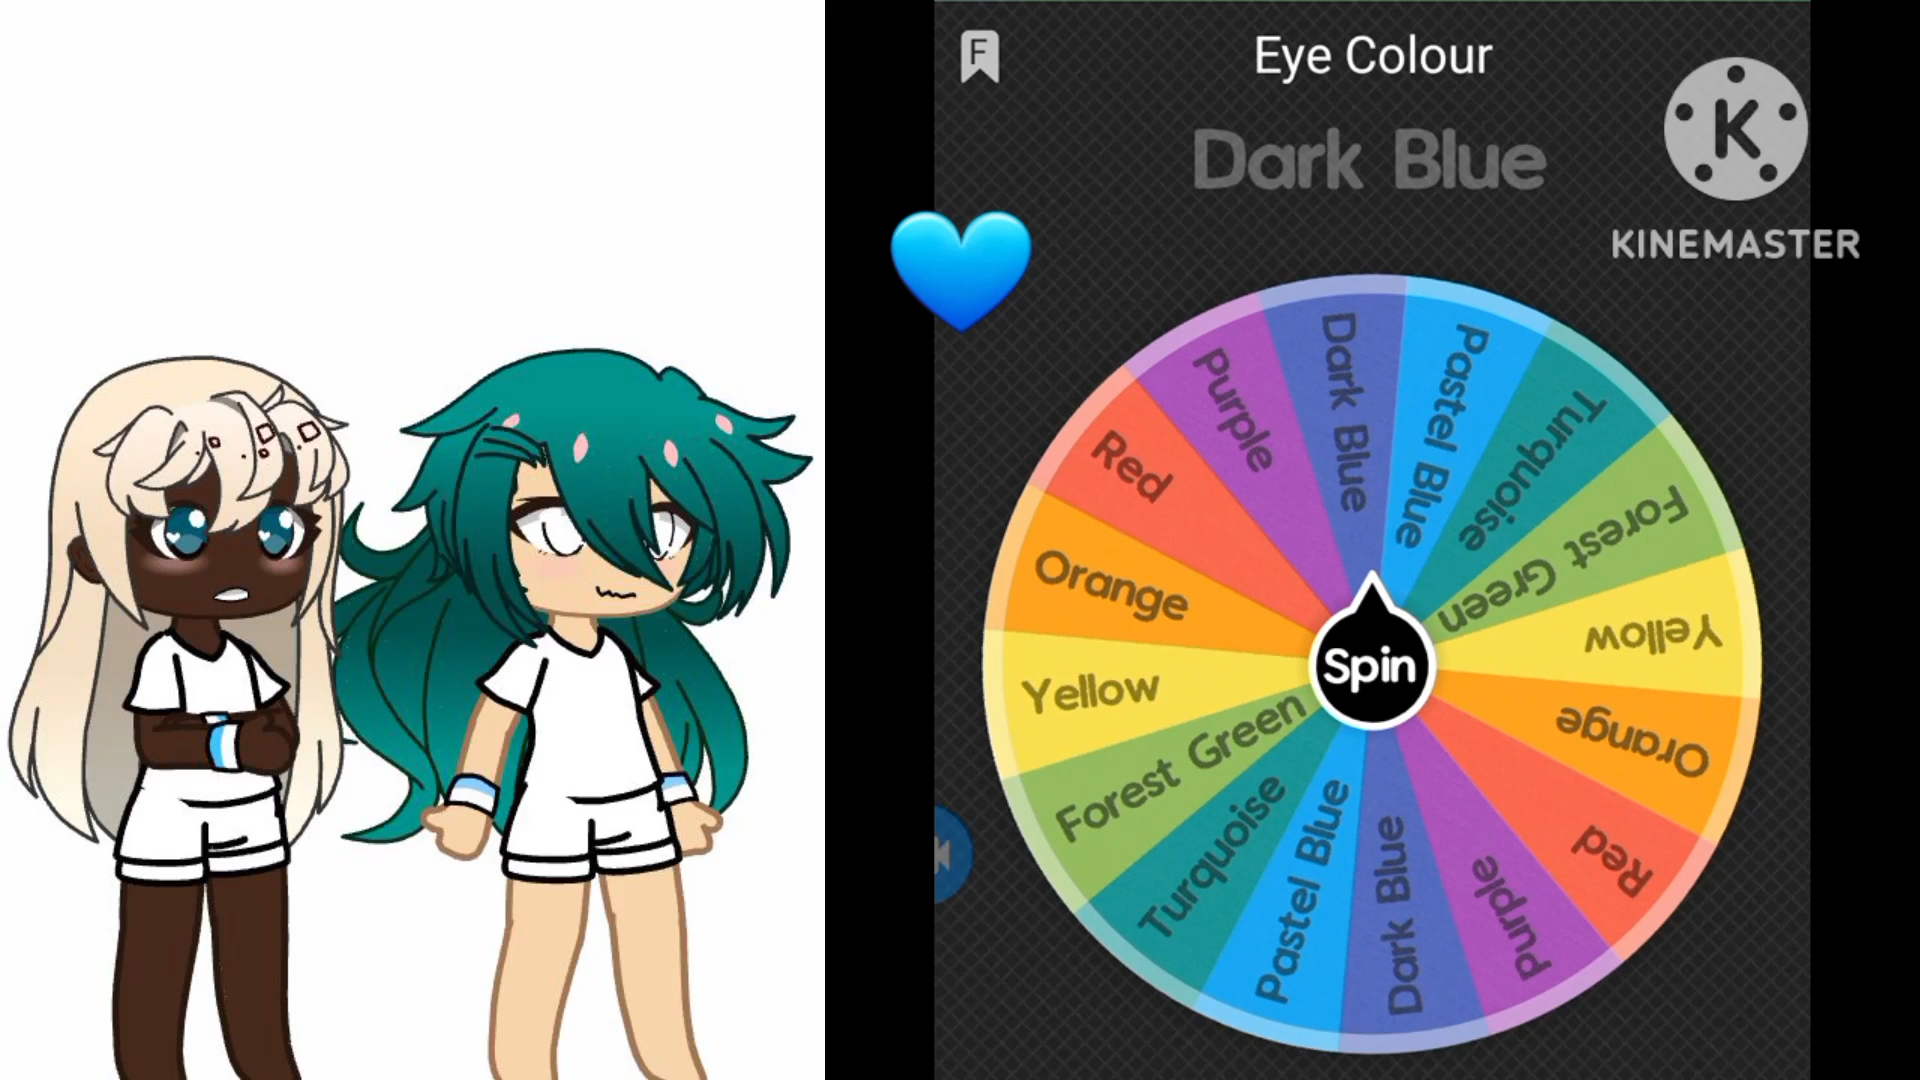 F
Eye Colour
Dark Blue
K
KINEMASTER
Dark Blue
Pastel Blue
Turquoise
Forest Green
Yellow
Orange
Red
Purple
Dark Blue
Pastel Blue
Turquoise
Forest Green
Yellow
Orange
Red
Purple
Spin